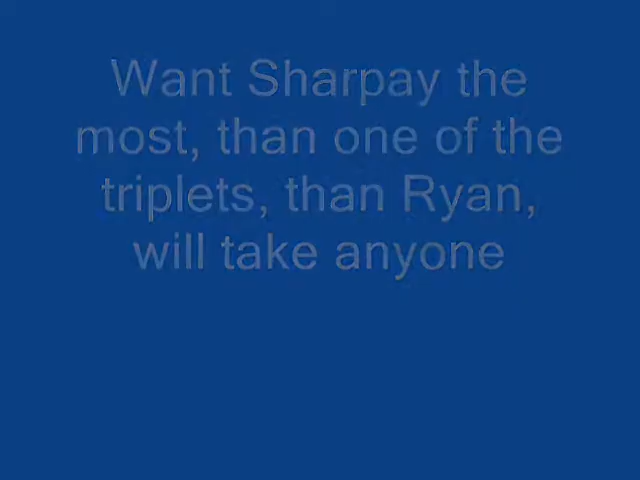 Want Sharpay the
most, than one of the
triplets, than Ryan,
will take anyone